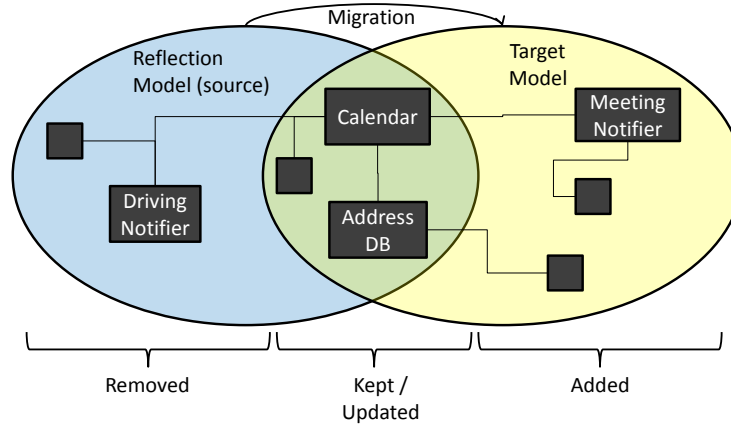 Migration
Reflection
Model (source)
Target
Model
Calendar
Meeting
Notifier
Driving
Notifier
Address
DB
Removed
Kept /
Updated
Added